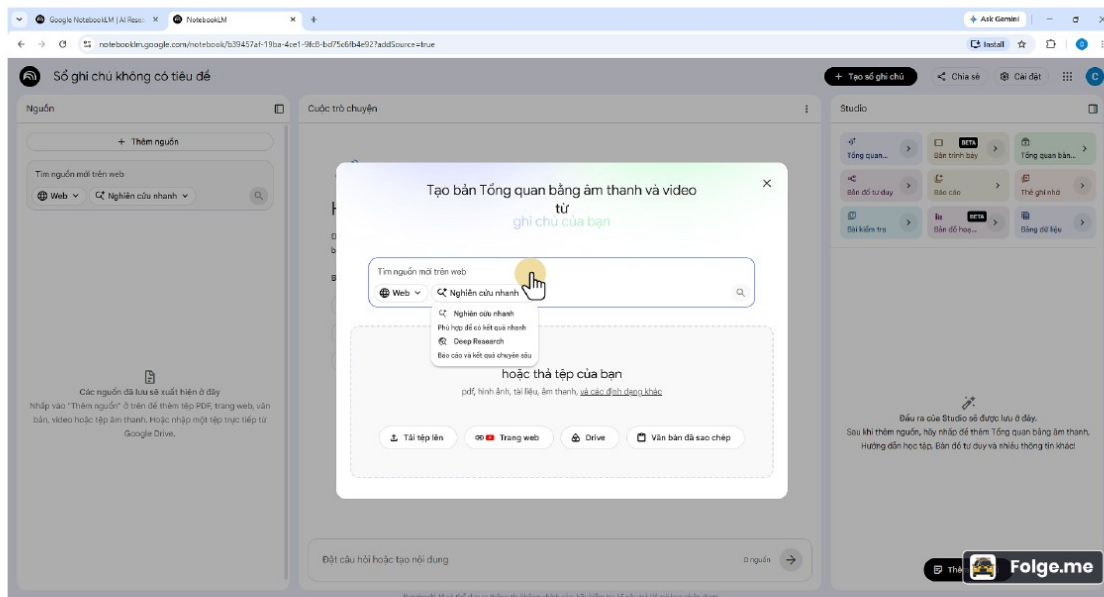 Google NotebookLM | AI Resear
NotebookLM
Ask Gemini
notebooklm.google.com/notebook/b39457af-19ba-4ce1-9fc8-bd75c6fb4e92?addSource=true
Install
Sổ ghi chú không có tiêu đề
+ Tạo sổ ghi chú
Chia sẻ
Cài đặt
C
Nguồn
Cuộc trò chuyện
Studio
+ Thêm nguồn
Tìm nguồn mới trên web
Web
Nghiên cứu nhanh
Tổng quan...
BETA
Bản trình bày
Tổng quan bản...
Bản đồ tư duy
Báo cáo
Thẻ ghi nhớ
Bài kiểm tra
BETA
Bản đồ hoạ...
Bảng dữ liệu
Tạo bản Tổng quan bằng âm thanh và video
từ
ghi chú của bạn
Tìm nguồn mới trên web
Web
Nghiên cứu nhanh
Nghiên cứu nhanh
Phù hợp để có kết quả nhanh
Deep Research
Báo cáo và kết quả chuyên sâu
hoặc thả tệp của bạn
pdf, hình ảnh, tài liệu, âm thanh, và các định dạng khác
Tải tệp lên
Trang web
Drive
Văn bản đã sao chép
Các nguồn đã lưu sẽ xuất hiện ở đây
Nhấp vào "Thêm nguồn" ở trên để thêm tệp PDF, trang web, văn
bản, video hoặc tệp âm thanh. Hoặc nhập một tệp trực tiếp từ
Google Drive.
Đầu ra của Studio sẽ được lưu ở đây.
Sau khi thêm nguồn, hãy nhấp để thêm Tổng quan bằng âm thanh,
Hướng dẫn học tập, Bản đồ tư duy và nhiều thông tin khác!
Đặt câu hỏi hoặc tạo nội dung
0 nguồn
Folge.me